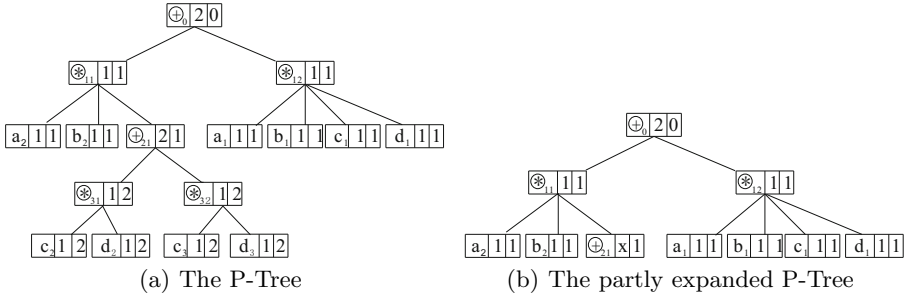 ⊕₀ 2 0
⊛₁₁ 1 1 ⊛₁₂ 1 1
a₂ 1 1 b₂ 1 1 ⊕₂₁ 2 1 a₁ 1 1 b₁ 1 1 c₁ 1 1 d₁ 1 1
⊛₃₁ 1 2 ⊛₃₂ 1 2
c₂ 1 2 d₂ 1 2 c₃ 1 2 d₃ 1 2
(a) The P-Tree
⊕₀ 2 0
⊛₁₁ 1 1 ⊛₁₂ 1 1
a₂ 1 1 b₂ 1 1 ⊕₂₁ x 1 a₁ 1 1 b₁ 1 1 c₁ 1 1 d₁ 1 1
(b) The partly expanded P-Tree